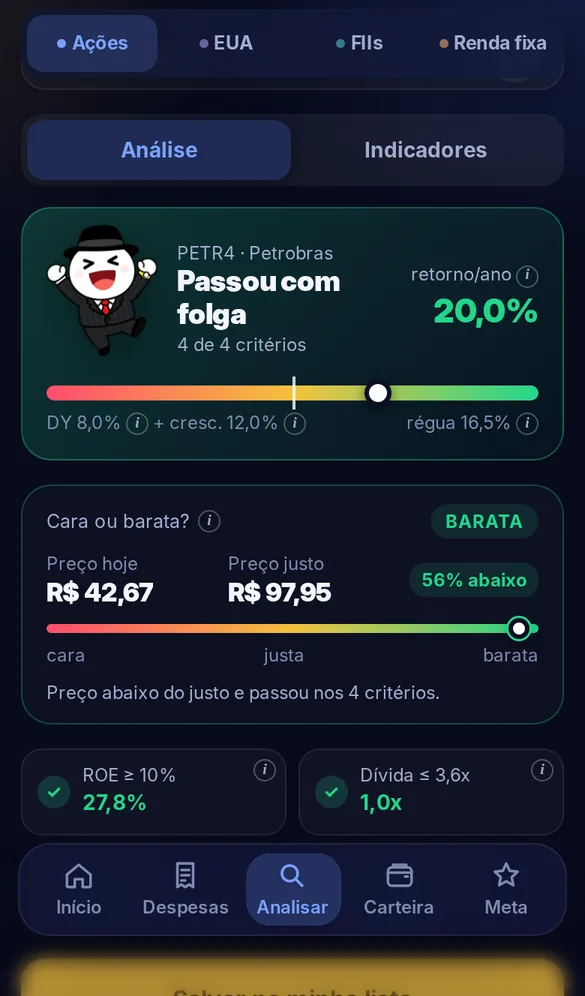 Ações
EUA
FIIs
Renda fixa
Análise
Indicadores
PETR4 · Petrobras
Passou com
folga
4 de 4 critérios
retorno/ano i
20,0%
DY 8,0% i + cresc. 12,0% i
régua 16,5% i
Cara ou barata? i
BARATA
Preço hoje
R$ 42,67
Preço justo
R$ 97,95
56% abaixo
cara
justa
barata
Preço abaixo do justo e passou nos 4 critérios.
ROE ≥ 10% i
27,8%
Dívida ≤ 3,6x i
1,0x
Início
Despesas
Analisar
Carteira
Meta